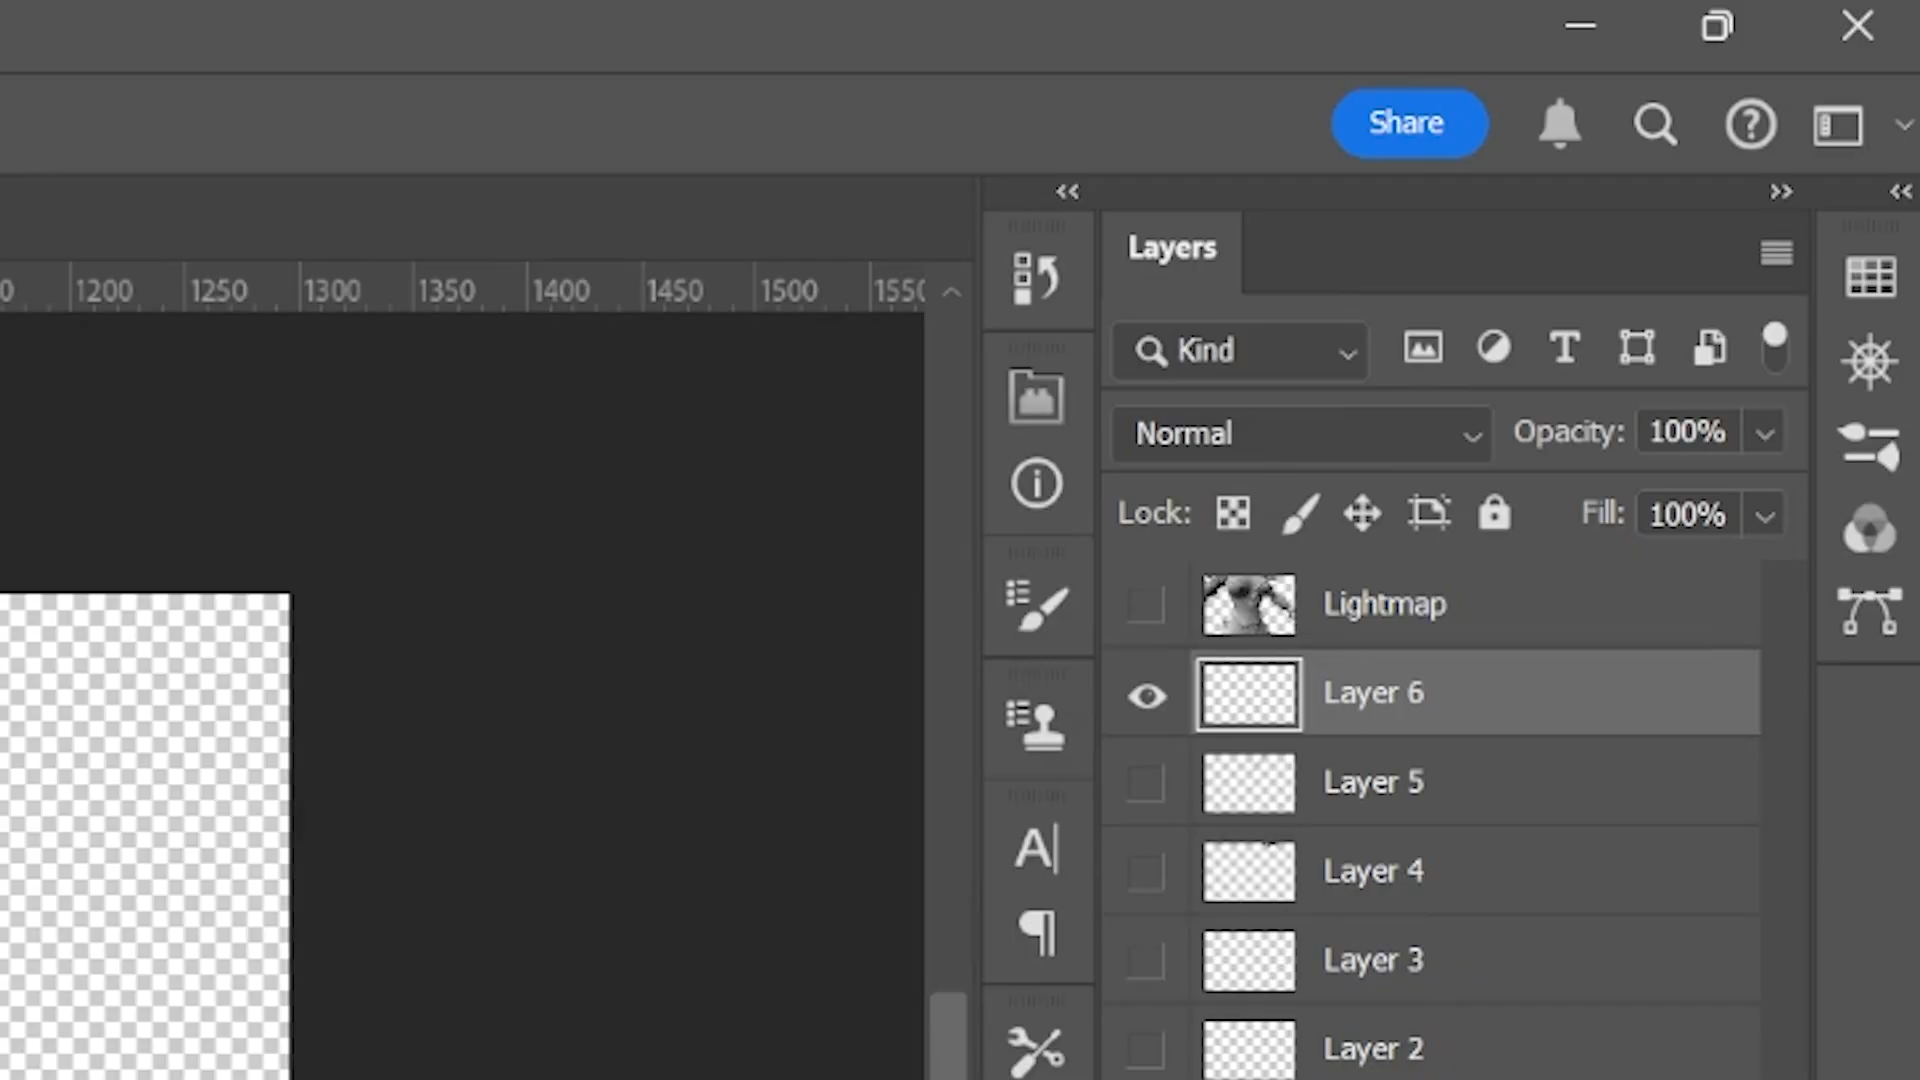 Share
Layers
1200 1250 1300 1350 1400 1450 1500
Kind
Normal Opacity: 100%
Lock: Fill: 100%
Lightmap
Layer 6
Layer 5
Layer 4
Layer 3
Layer 2